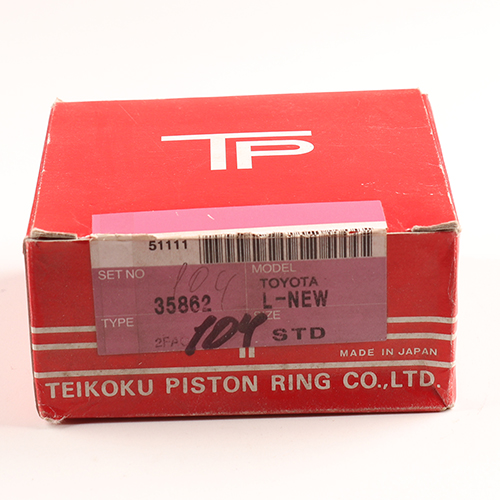 TP
51111
SET NO
104
MODEL
35862
TOYOTA
L-NEW
TYPE
104
STD
MADE IN JAPAN
TEIKOKU PISTON RING CO.,LTD.